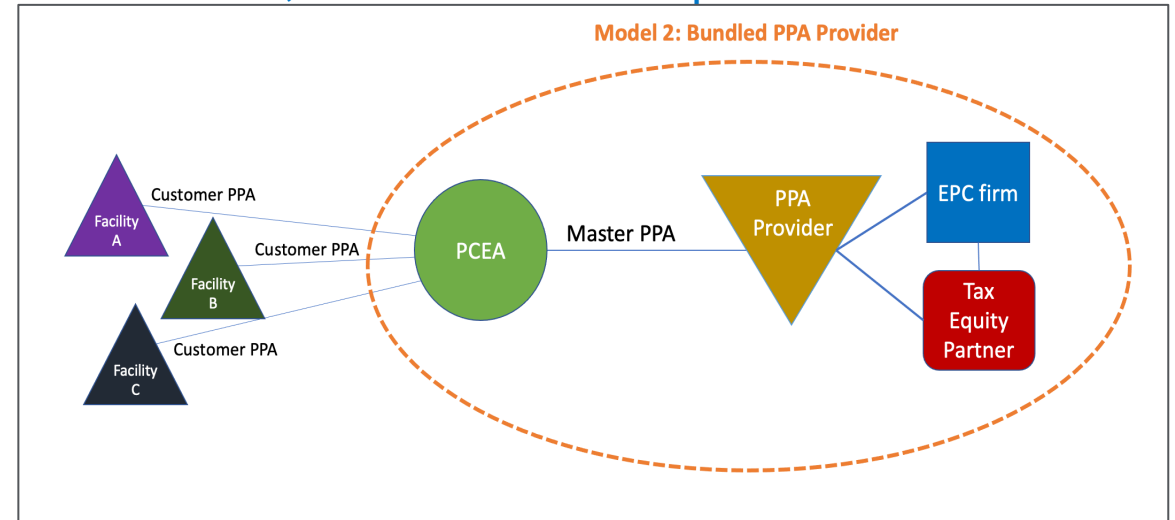 Model 2: Bundled PPA Provider
Customer PPA
Facility
A
Customer PPA
Facility
B
Customer PPA
Facility
C
PCEA
Master PPA
PPA
Provider
EPC firm
Tax
Equity
Partner